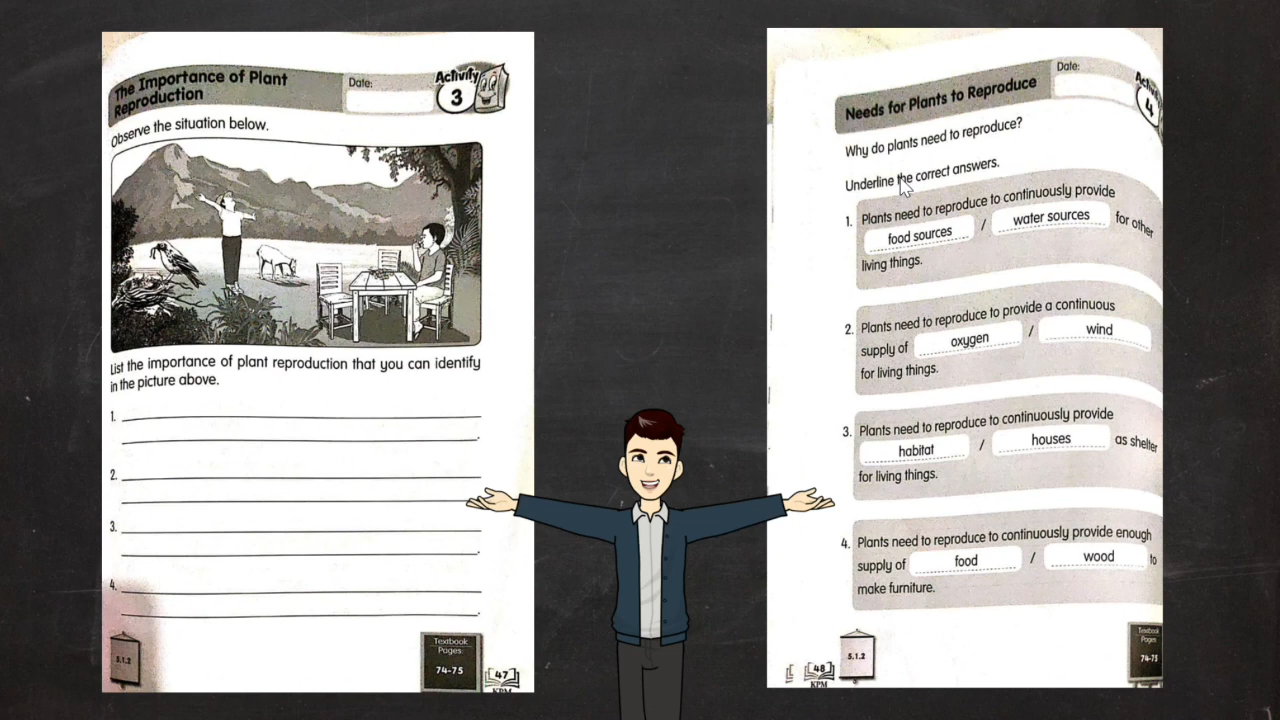 The Importance of Plant
Reproduction
Date:
Activity
3
Observe the situation below.
List the importance of plant reproduction that you can identify
in the picture above.
1.
2.
3.
4.
5.1.2
Textbook
Pages:
74-75
47
KPM
Needs for Plants to Reproduce
Date:
4
Why do plants need to reproduce?
Underline the correct answers.
1. Plants need to reproduce to continuously provide
food sources / water sources for other
living things.
2. Plants need to reproduce to provide a continuous
supply of oxygen / wind
for living things.
3. Plants need to reproduce to continuously provide
habitat / houses as shelter
for living things.
4. Plants need to reproduce to continuously provide enough
supply of food / wood to
make furniture.
48
KPM
5.1.2
Textbook
Pages
74-75